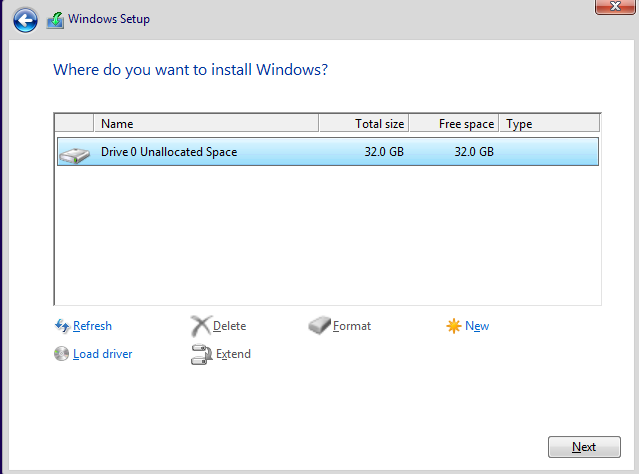 Windows Setup
Where do you want to install Windows?
Name Total size Free space Type
Drive 0 Unallocated Space 32.0 GB 32.0 GB
Refresh Delete Format New
Load driver Extend
Next